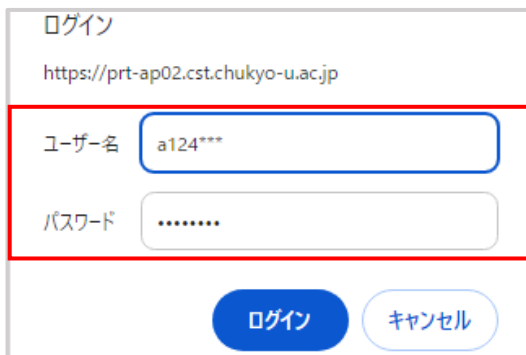 ログイン
https://prt-ap02.cst.chukyo-u.ac.jp
ユーザー名 a124***
パスワード ••••••••
ログイン キャンセル